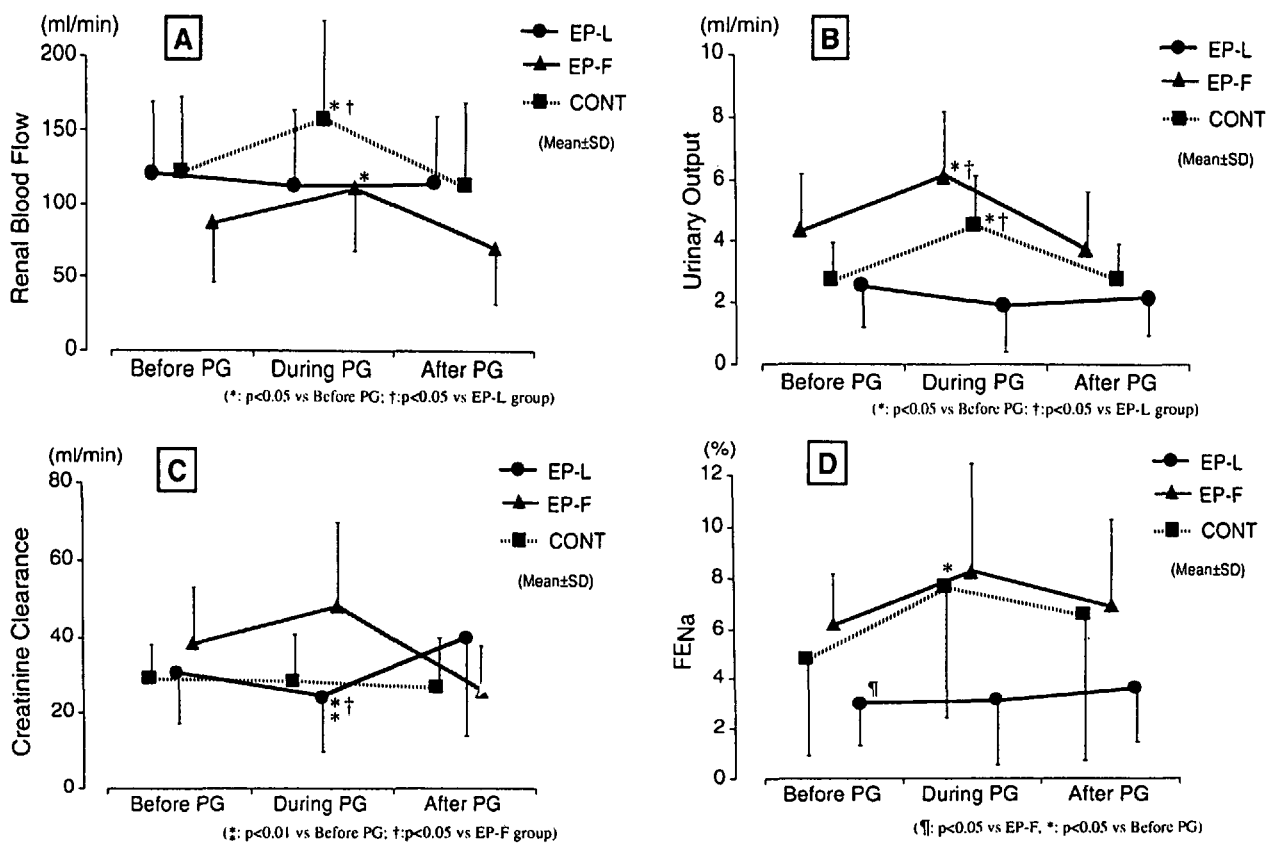 (ml/min)
A
EP-L
EP-F
CONT
(Mean±SD)
Renal Blood Flow
200
150
100
50
0
* †
*
Before PG During PG After PG
(*: p<0.05 vs Before PG; †:p<0.05 vs EP-L group)
(ml/min)
B
EP-L
EP-F
CONT
(Mean±SD)
Urinary Output
10
8
6
4
2
0
*†
*†
Before PG During PG After PG
(*: p<0.05 vs Before PG; †:p<0.05 vs EP-L group)
(ml/min)
C
EP-L
EP-F
CONT
(Mean±SD)
Creatinine Clearance
80
60
40
20
0
*†
*
Before PG During PG After PG
(⁑: p<0.01 vs Before PG; †:p<0.05 vs EP-F group)
(%)
D
EP-L
EP-F
CONT
(Mean±SD)
FENa
12
10
8
6
4
2
0
*
¶
Before PG During PG After PG
(¶: p<0.05 vs EP-F, *: p<0.05 vs Before PG)